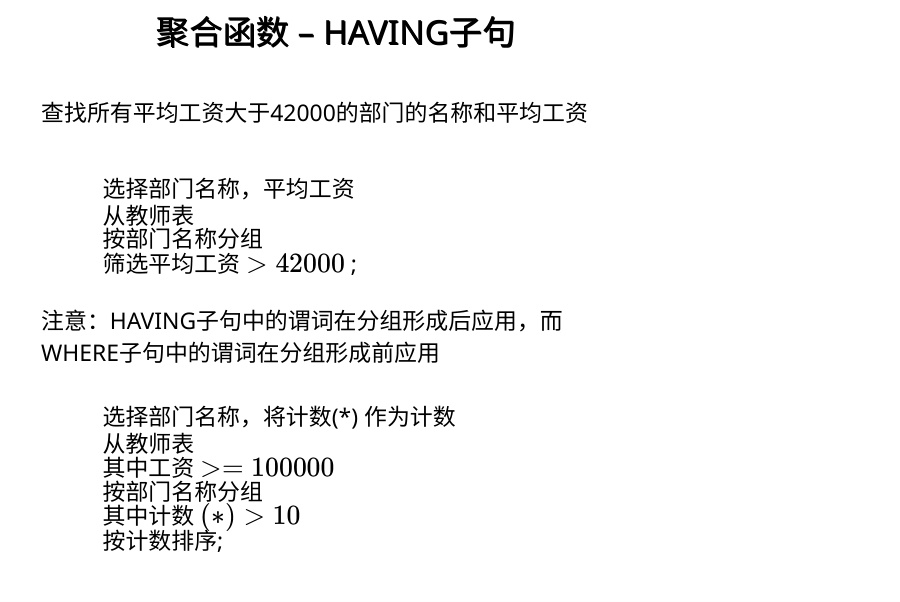 聚合函数 – HAVING子句
查找所有平均工资大于42000的部门的名称和平均工资
选择部门名称，平均工资
从教师表
按部门名称分组
筛选平均工资 > 42000 ;
注意：HAVING子句中的谓词在分组形成后应用，而
WHERE子句中的谓词在分组形成前应用
选择部门名称，将计数(*) 作为计数
从教师表
其中工资 >= 100000
按部门名称分组
其中计数 (*) > 10
按计数排序;